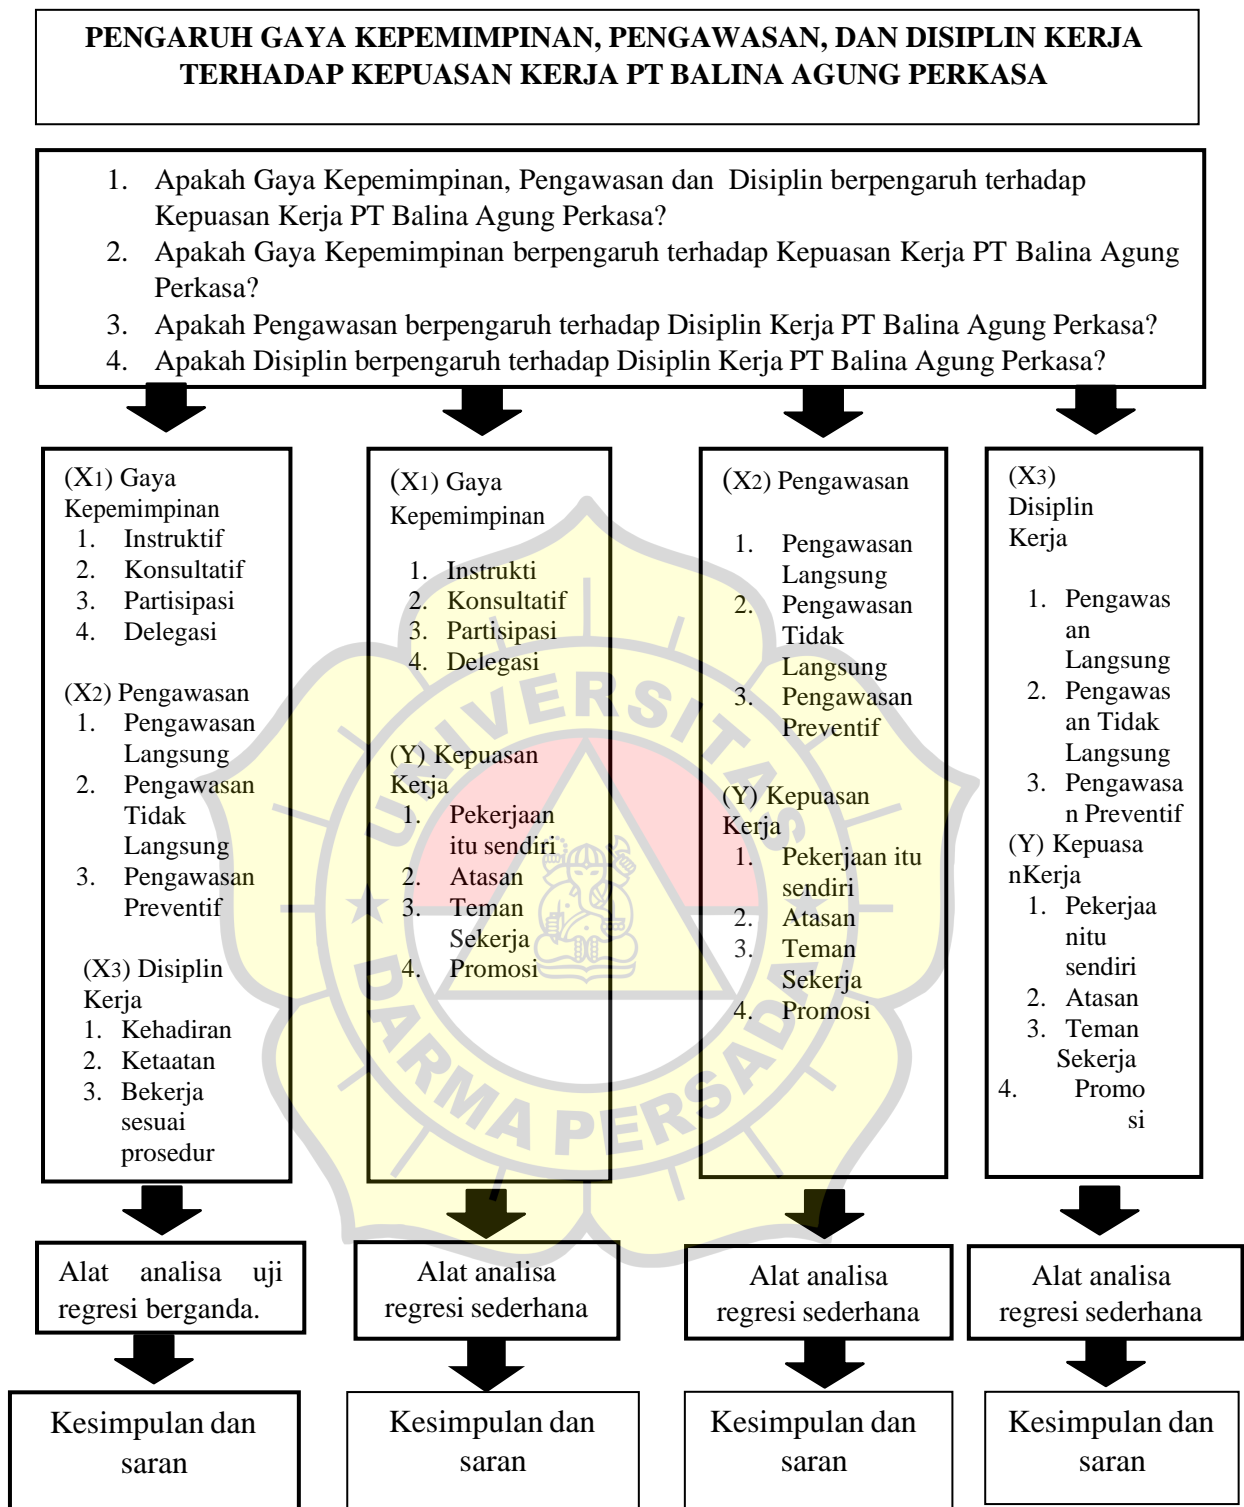 PENGARUH GAYA KEPEMIMPINAN, PENGAWASAN, DAN DISIPLIN KERJA
TERHADAP KEPUASAN KERJA PT BALINA AGUNG PERKASA
1. Apakah Gaya Kepemimpinan, Pengawasan dan Disiplin berpengaruh terhadap
Kepuasan Kerja PT Balina Agung Perkasa?
2. Apakah Gaya Kepemimpinan berpengaruh terhadap Kepuasan Kerja PT Balina Agung
Perkasa?
3. Apakah Pengawasan berpengaruh terhadap Disiplin Kerja PT Balina Agung Perkasa?
4. Apakah Disiplin berpengaruh terhadap Disiplin Kerja PT Balina Agung Perkasa?
(X1) Gaya
Kepemimpinan
1. Instruktif
2. Konsultatif
3. Partisipasi
4. Delegasi
(X2) Pengawasan
1. Pengawasan
Langsung
2. Pengawasan
Tidak
Langsung
3. Pengawasan
Preventif
(X3) Disiplin
Kerja
1. Kehadiran
2. Ketaatan
3. Bekerja
sesuai
prosedur
(X1) Gaya
Kepemimpinan
1. Instrukti
2. Konsultatif
3. Partisipasi
4. Delegasi
(Y) Kepuasan
Kerja
1. Pekerjaan
itu sendiri
2. Atasan
3. Teman
Sekerja
4. Promosi
(X2) Pengawasan
1. Pengawasan
Langsung
2. Pengawasan
Tidak
Langsung
3. Pengawasan
Preventif
(Y) Kepuasan
Kerja
1. Pekerjaan itu
sendiri
2. Atasan
3. Teman
Sekerja
4. Promosi
(X3)
Disiplin
Kerja
1. Pengawas
an
Langsung
2. Pengawas
an Tidak
Langsung
3. Pengawasa
n Preventif
(Y) Kepuasa
nKerja
1. Pekerjaa
nitu
sendiri
2. Atasan
3. Teman
Sekerja
4. Promo
si
UNIVERSITAS
DARMA PERSADA
Alat analisa uji
regresi berganda.
Alat analisa
regresi sederhana
Alat analisa
regresi sederhana
Alat analisa
regresi sederhana
Kesimpulan dan
saran
Kesimpulan dan
saran
Kesimpulan dan
saran
Kesimpulan dan
saran